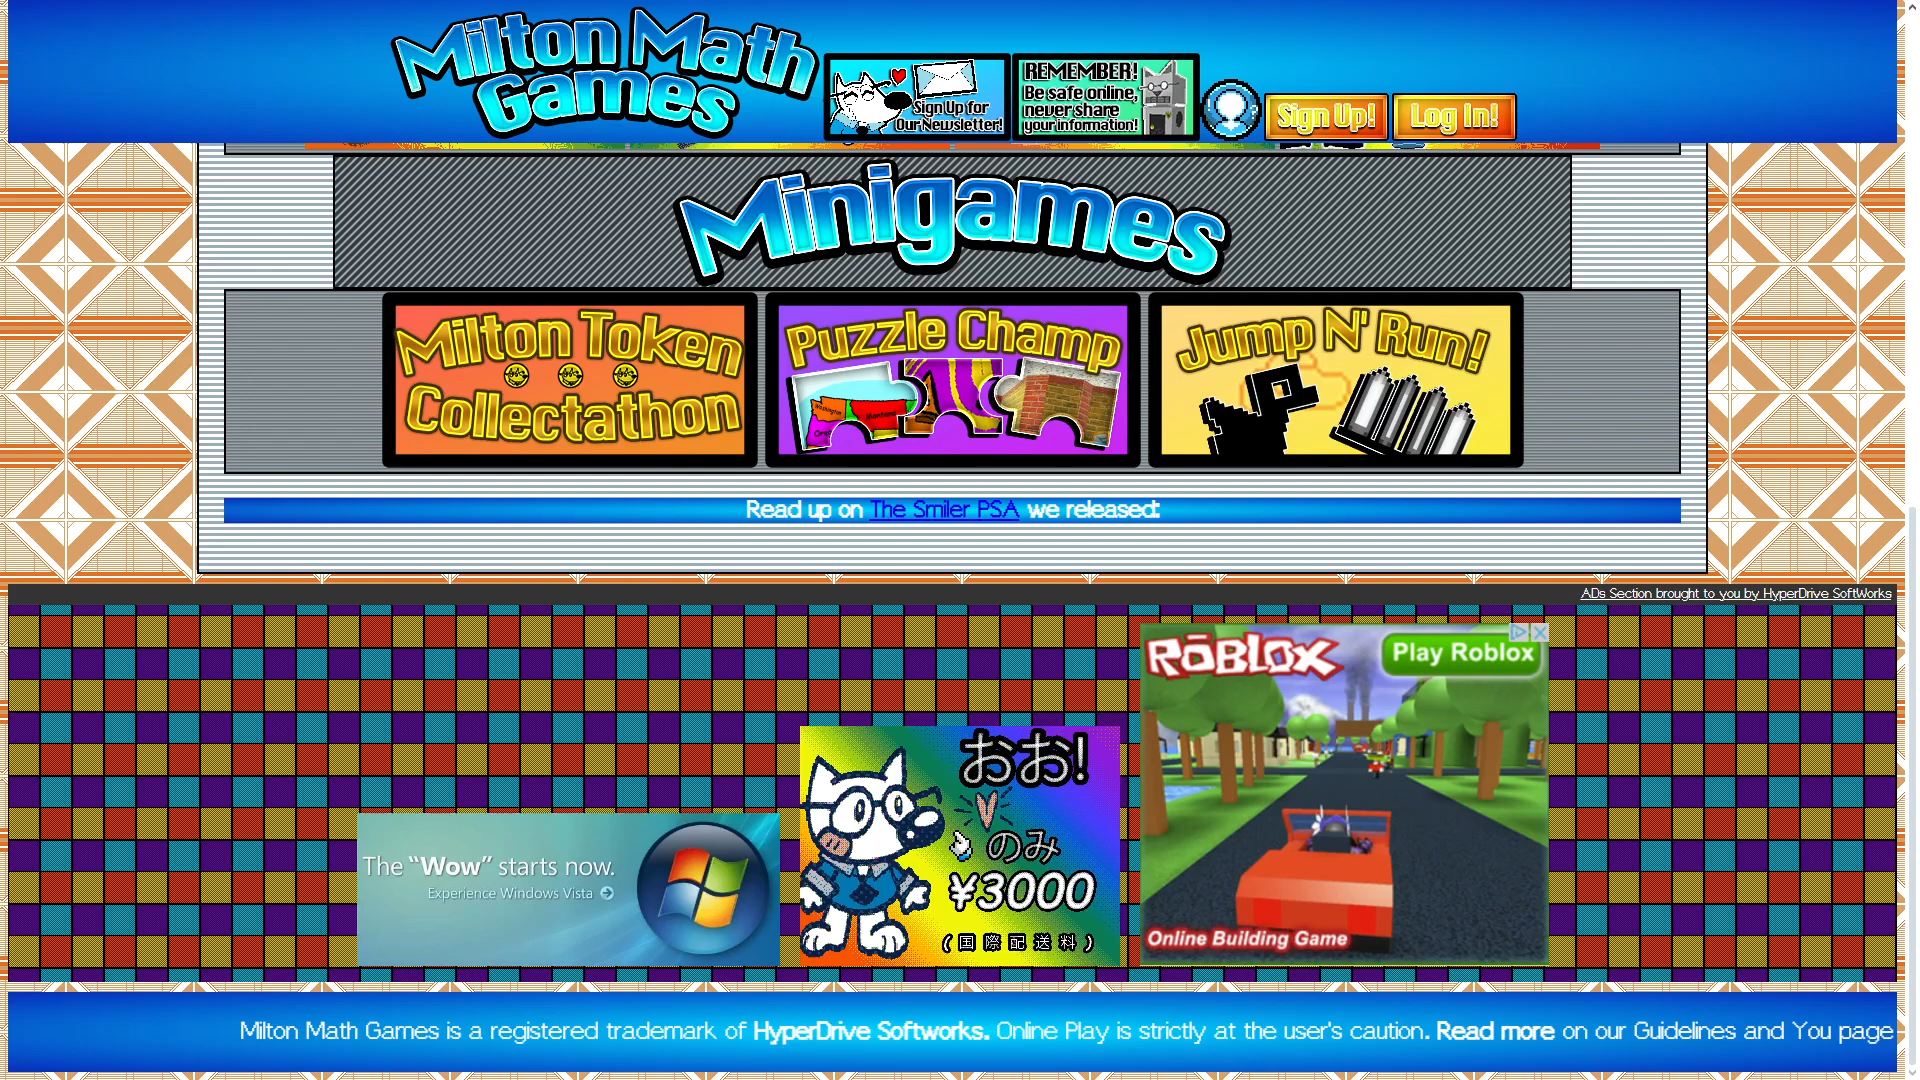 Milton Math
Games
Sign Up for
Our Newsletter!
REMEMBER!
Be safe online,
never share
your information!
Sign Up!
Log In!
Minigames
Milton Token
Collectathon
Puzzle Champ
Washington
Montana
Jump N' Run!
Read up on The Smiler PSA we released:
ADs Section brought to you by HyperDrive SoftWorks
ROBLOX
Play Roblox
Online Building Game
おお!
のみ
¥3000
(国際配送料)
The “Wow” starts now.
Experience Windows Vista
Milton Math Games is a registered trademark of HyperDrive Softworks. Online Play is strictly at the user's caution. Read more on our Guidelines and You page